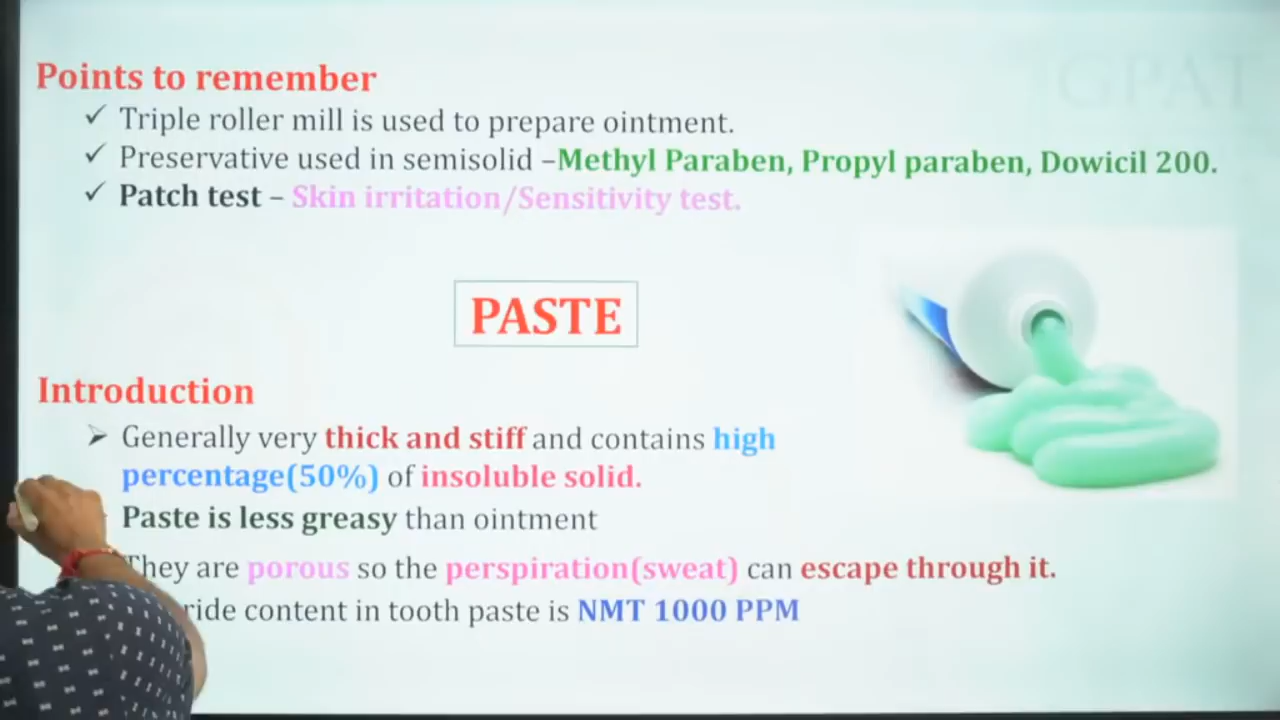 GPAT
Points to remember
✓ Triple roller mill is used to prepare ointment.
✓ Preservative used in semisolid –Methyl Paraben, Propyl paraben, Dowicil 200.
✓ Patch test – Skin irritation/Sensitivity test.
PASTE
Introduction
➤ Generally very thick and stiff and contains high
percentage(50%) of insoluble solid.
Paste is less greasy than ointment
They are porous so the perspiration(sweat) can escape through it.
ride content in tooth paste is NMT 1000 PPM